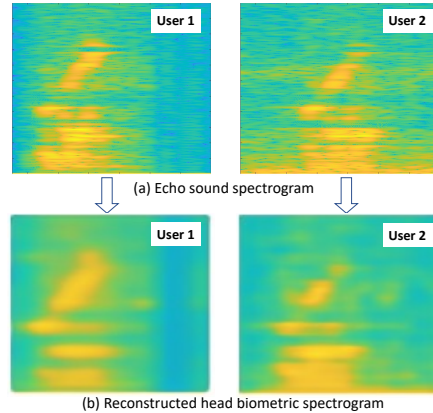 User 1
User 2
(a) Echo sound spectrogram
User 1
User 2
(b) Reconstructed head biometric spectrogram